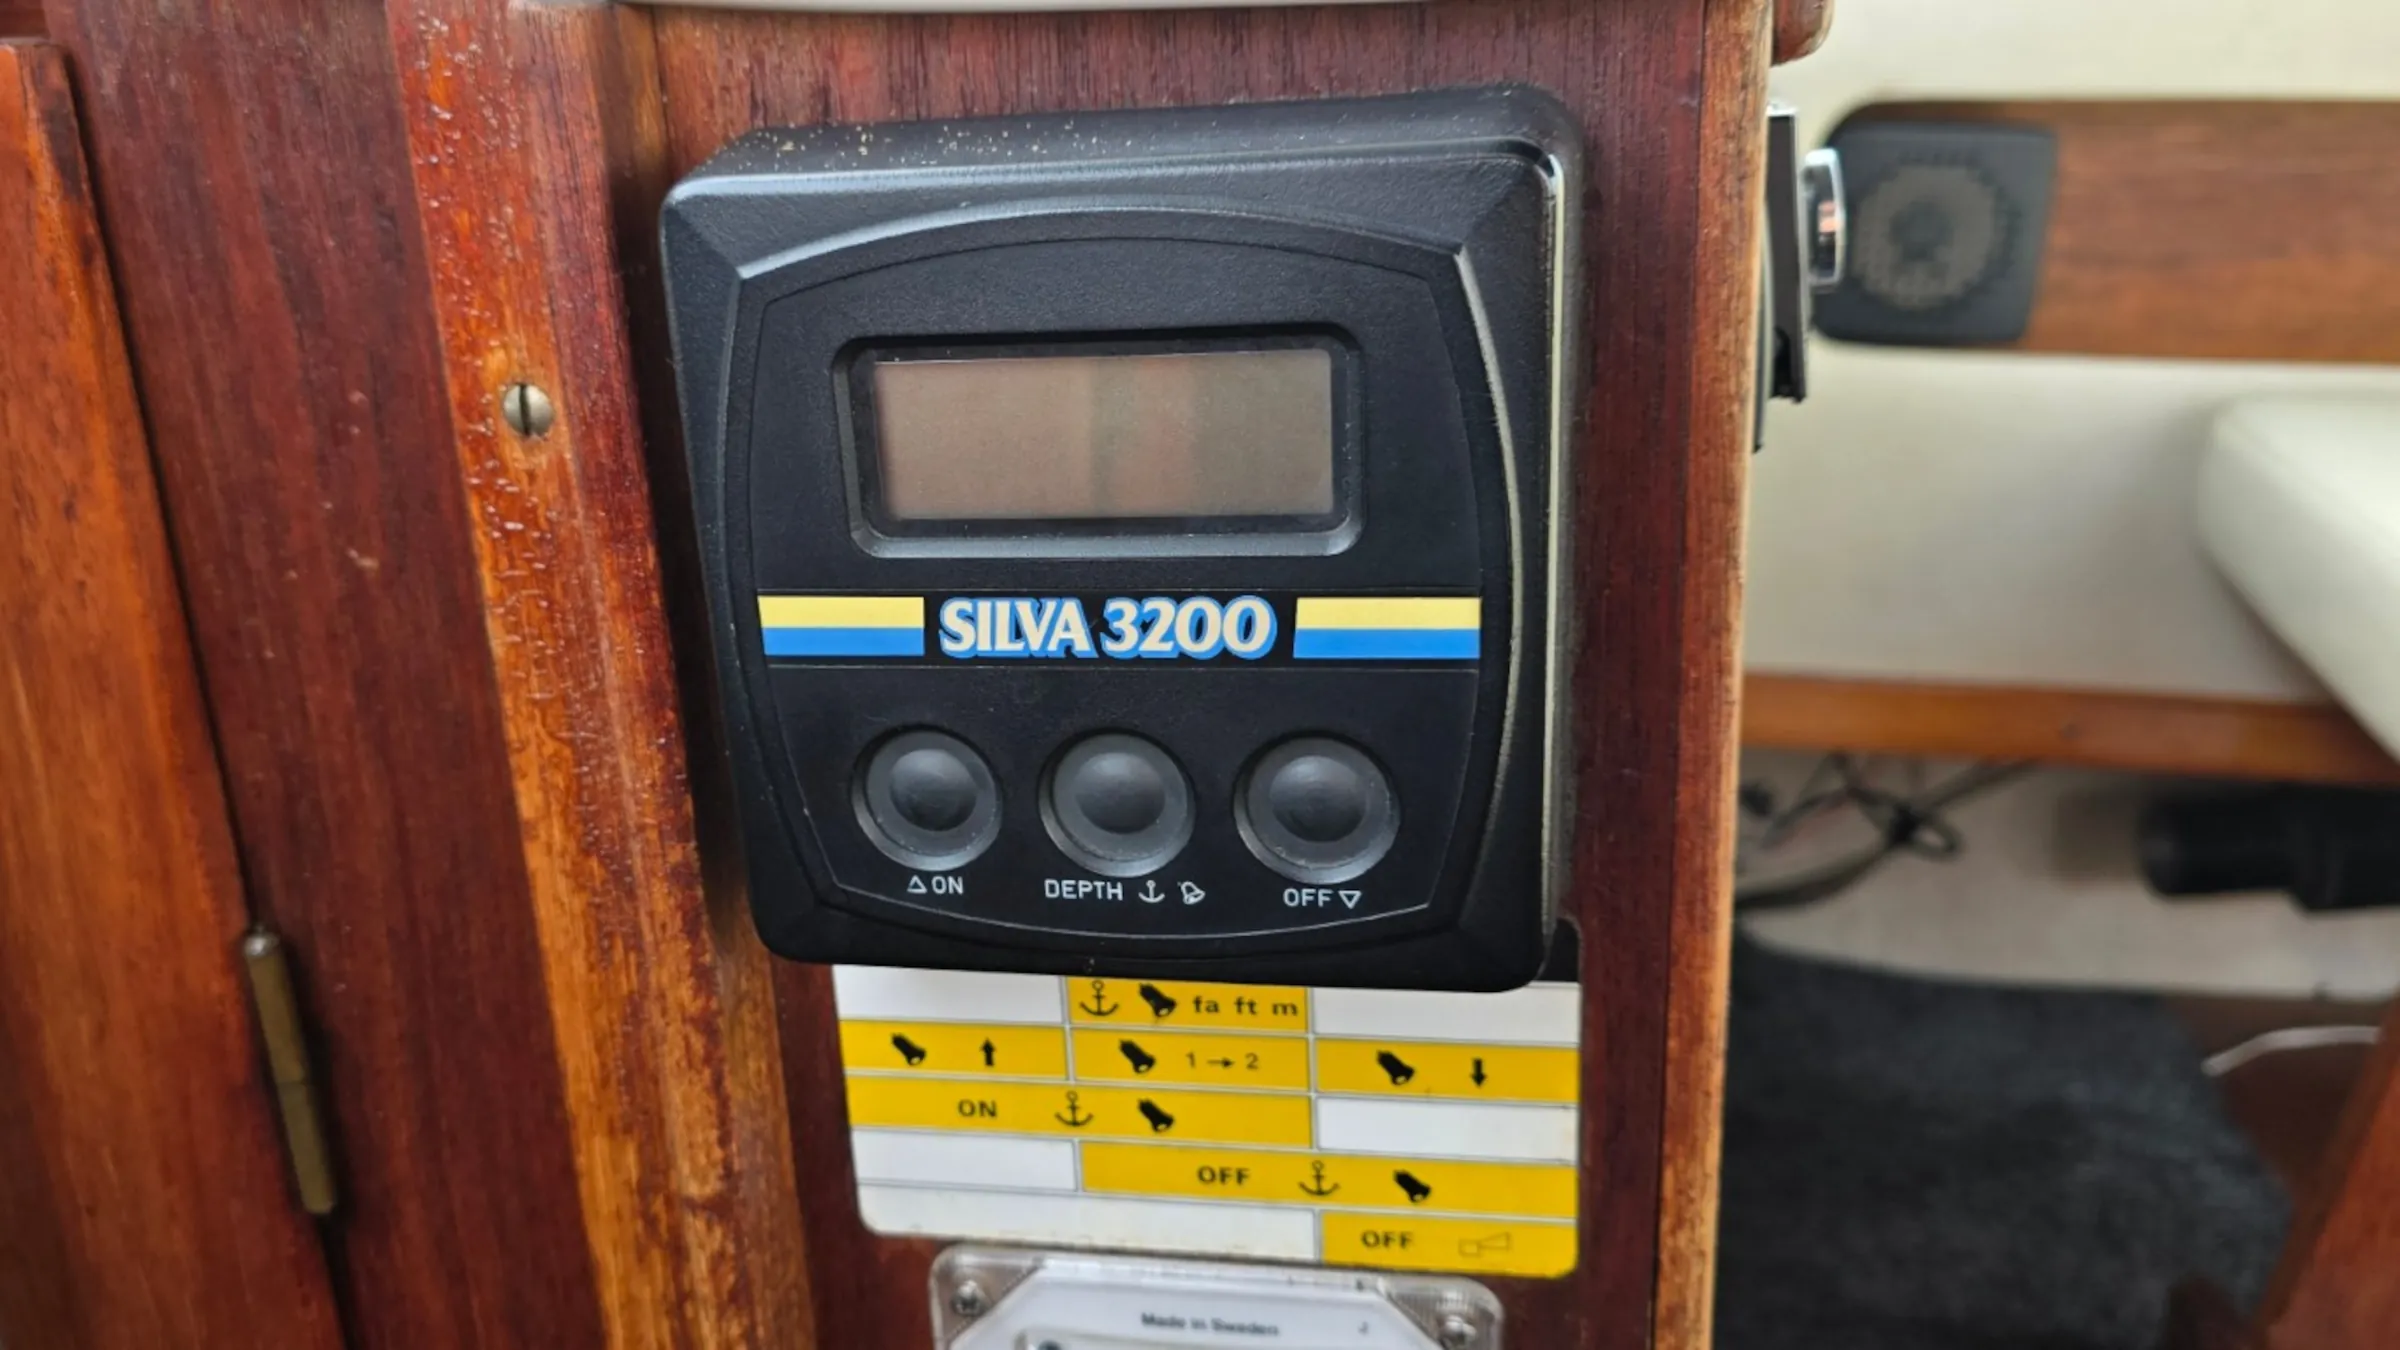 SILVA 3200
△ ON DEPTH OFF ▽
fa ft m
1 → 2
ON
OFF
OFF
Made in Sweden